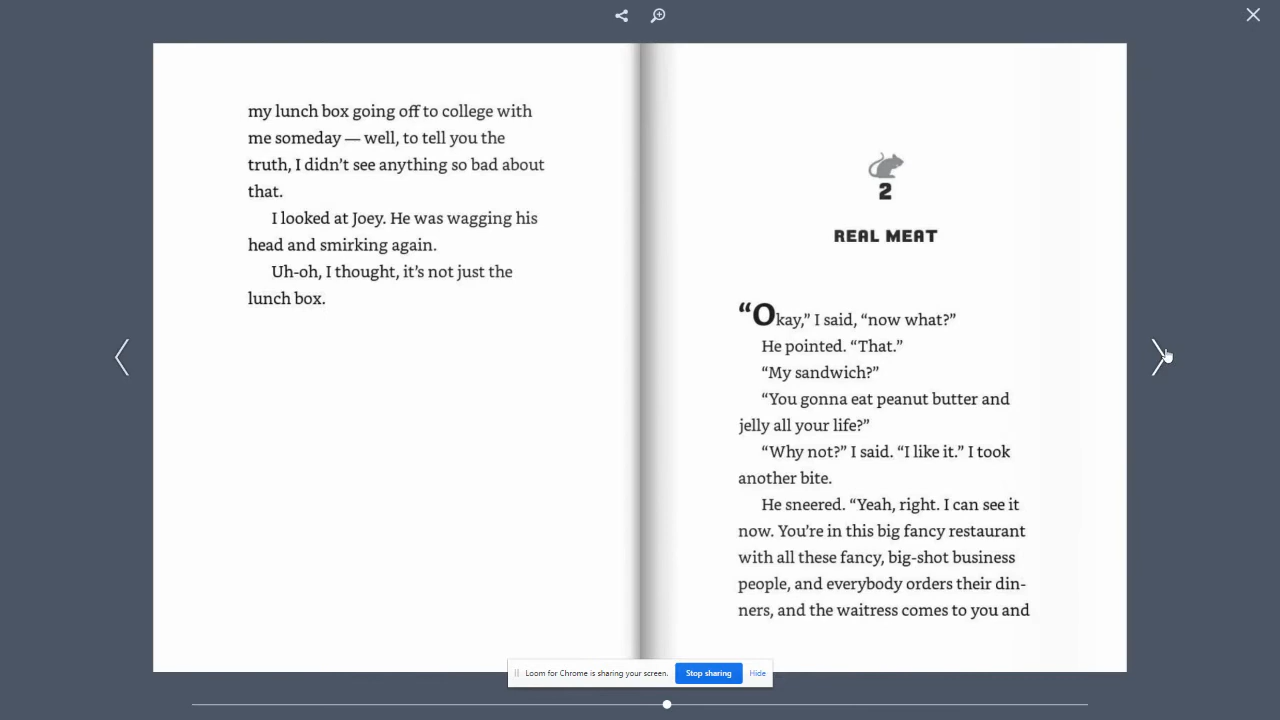 my lunch box going off to college with
me someday — well, to tell you the
truth, I didn’t see anything so bad about
that.
I looked at Joey. He was wagging his
head and smirking again.
Uh-oh, I thought, it’s not just the
lunch box.
2
REAL MEAT
“Okay,” I said, “now what?”
He pointed. “That.”
“My sandwich?”
“You gonna eat peanut butter and
jelly all your life?”
“Why not?” I said. “I like it.” I took
another bite.
He sneered. “Yeah, right. I can see it
now. You’re in this big fancy restaurant
with all these fancy, big-shot business
people, and everybody orders their din-
ners, and the waitress comes to you and
Loom for Chrome is sharing your screen.
Stop sharing
Hide